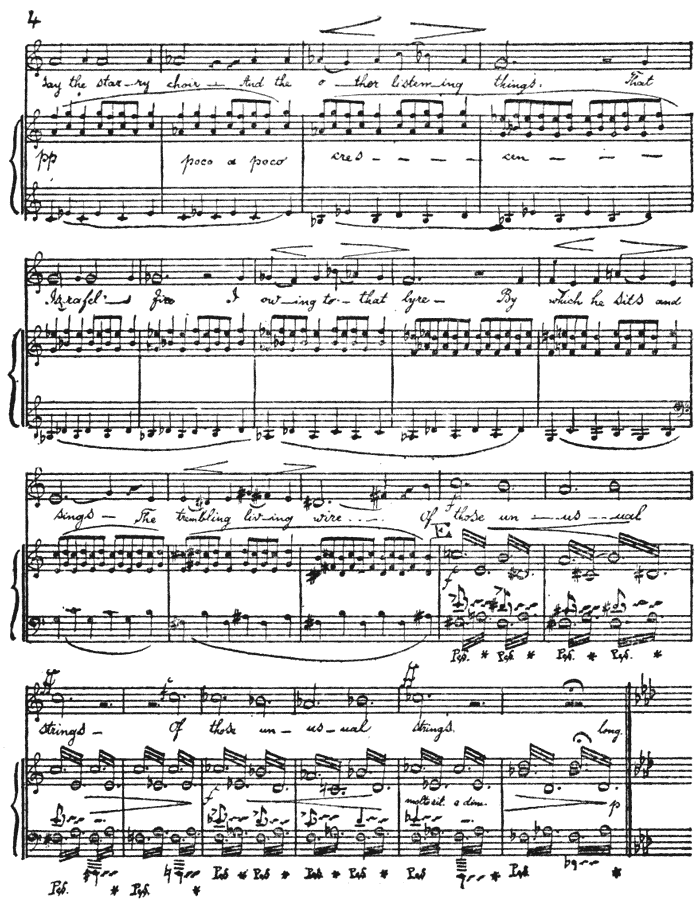 4
say the star-ry choir — And the o-ther listen-ing things. That
pp poco a poco cres - - - - - cen - - - -
Israfel's fire I ow-ing to- that lyre - By which he sits and
sings - The trembling liv-ing wire .... Of those un - us - ual
f
Ped. * Ped. * Ped. * Ped. *
ff ff
strings - Of those un-us-ual strings. long
f molto rit. e dim. p
Ped. * Ped. * Ped. * Ped. * Ped. * Ped. * Ped. * Ped. *